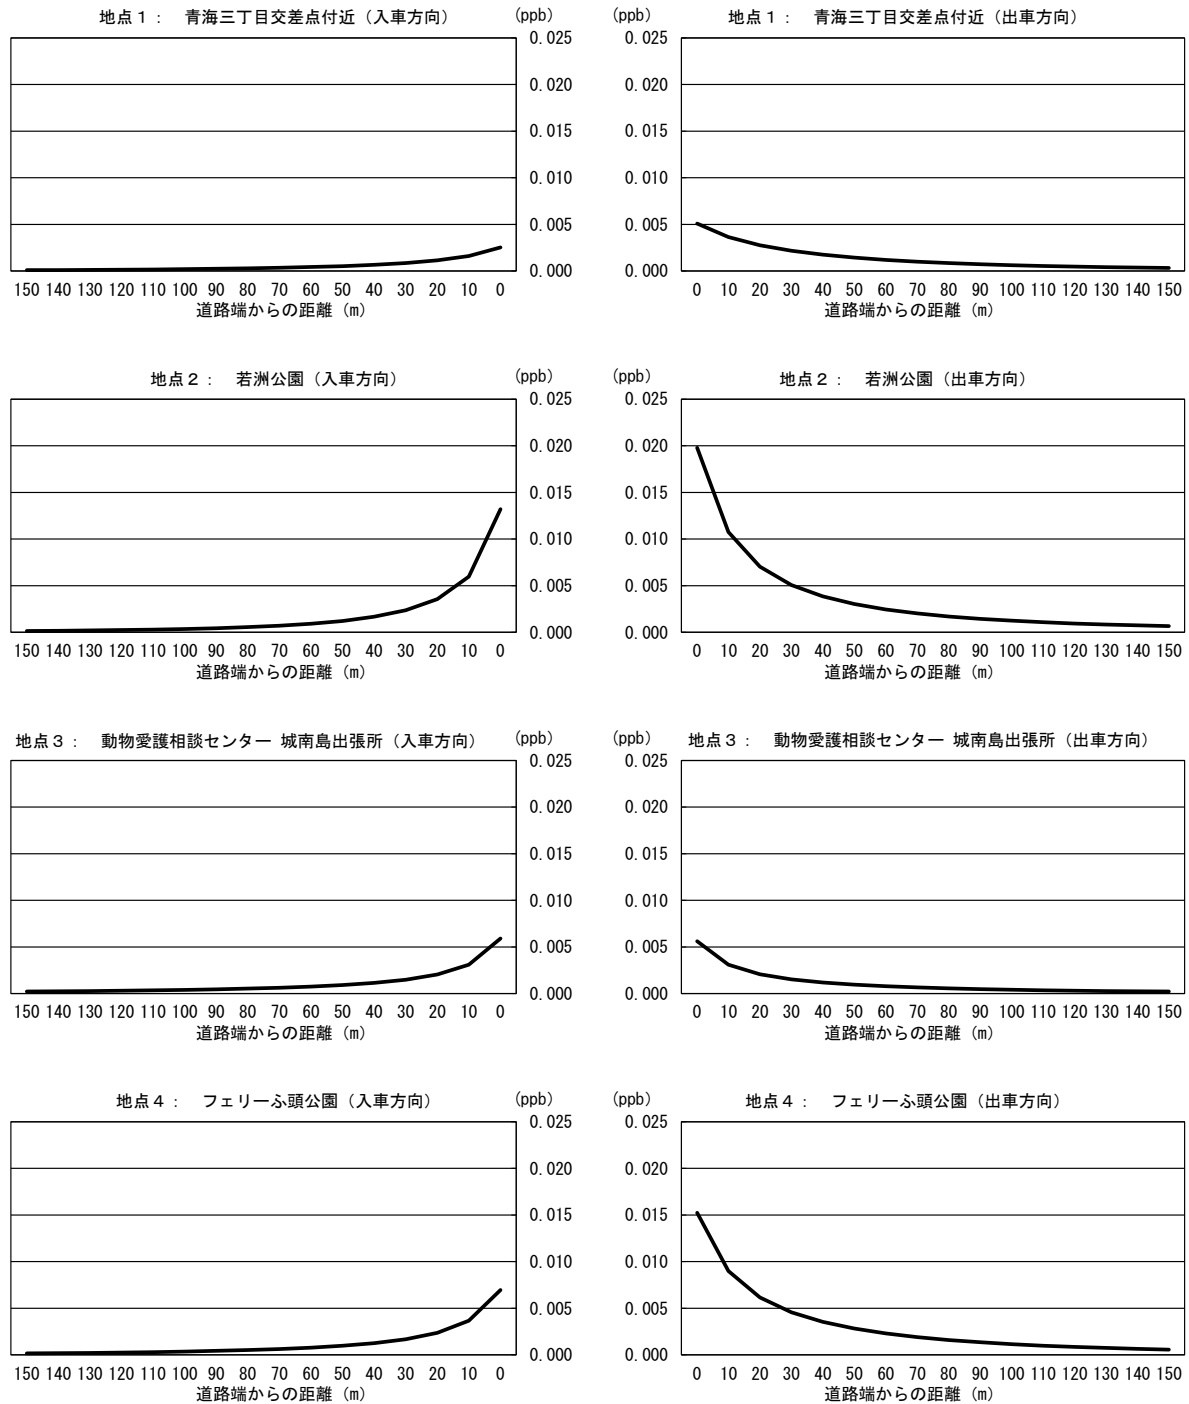 地点1： 青海三丁目交差点付近（入車方向） (ppb)
0.025
0.020
0.015
0.010
0.005
0.000
150 140 130 120 110 100 90 80 70 60 50 40 30 20 10 0
道路端からの距離 (m)
(ppb) 地点1： 青海三丁目交差点付近（出車方向）
0.025
0.020
0.015
0.010
0.005
0.000
0 10 20 30 40 50 60 70 80 90 100 110 120 130 140 150
道路端からの距離 (m)
地点2： 若洲公園（入車方向） (ppb)
0.025
0.020
0.015
0.010
0.005
0.000
150 140 130 120 110 100 90 80 70 60 50 40 30 20 10 0
道路端からの距離 (m)
(ppb) 地点2： 若洲公園（出車方向）
0.025
0.020
0.015
0.010
0.005
0.000
0 10 20 30 40 50 60 70 80 90 100 110 120 130 140 150
道路端からの距離 (m)
地点3： 動物愛護相談センター 城南島出張所（入車方向） (ppb)
0.025
0.020
0.015
0.010
0.005
0.000
150 140 130 120 110 100 90 80 70 60 50 40 30 20 10 0
道路端からの距離 (m)
(ppb) 地点3： 動物愛護相談センター 城南島出張所（出車方向）
0.025
0.020
0.015
0.010
0.005
0.000
0 10 20 30 40 50 60 70 80 90 100 110 120 130 140 150
道路端からの距離 (m)
地点4： フェリーふ頭公園（入車方向） (ppb)
0.025
0.020
0.015
0.010
0.005
0.000
150 140 130 120 110 100 90 80 70 60 50 40 30 20 10 0
道路端からの距離 (m)
(ppb) 地点4： フェリーふ頭公園（出車方向）
0.025
0.020
0.015
0.010
0.005
0.000
0 10 20 30 40 50 60 70 80 90 100 110 120 130 140 150
道路端からの距離 (m)